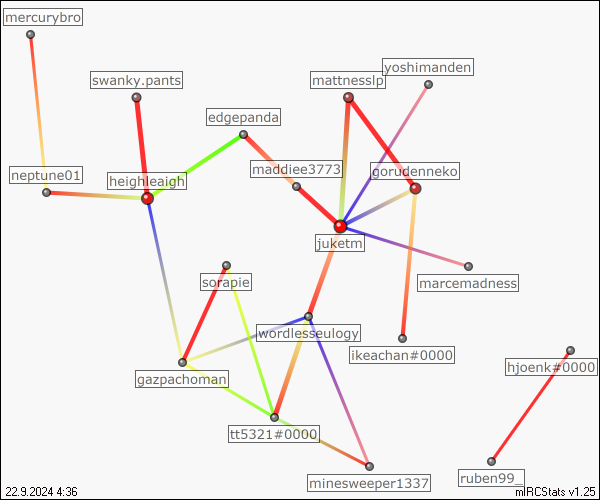 mercurybro
yoshimanden
swanky.pants
mattnesslp
edgepanda
maddiee3773
gorudenneko
neptune01
heighleaigh
juketm
sorapie
marcemadness
wordlesseulogy
ikeachan#0000
hjoenk#0000
gazpachoman
tt5321#0000
ruben99_
minesweeper1337
22.9.2024 4:36
mIRCStats v1.25